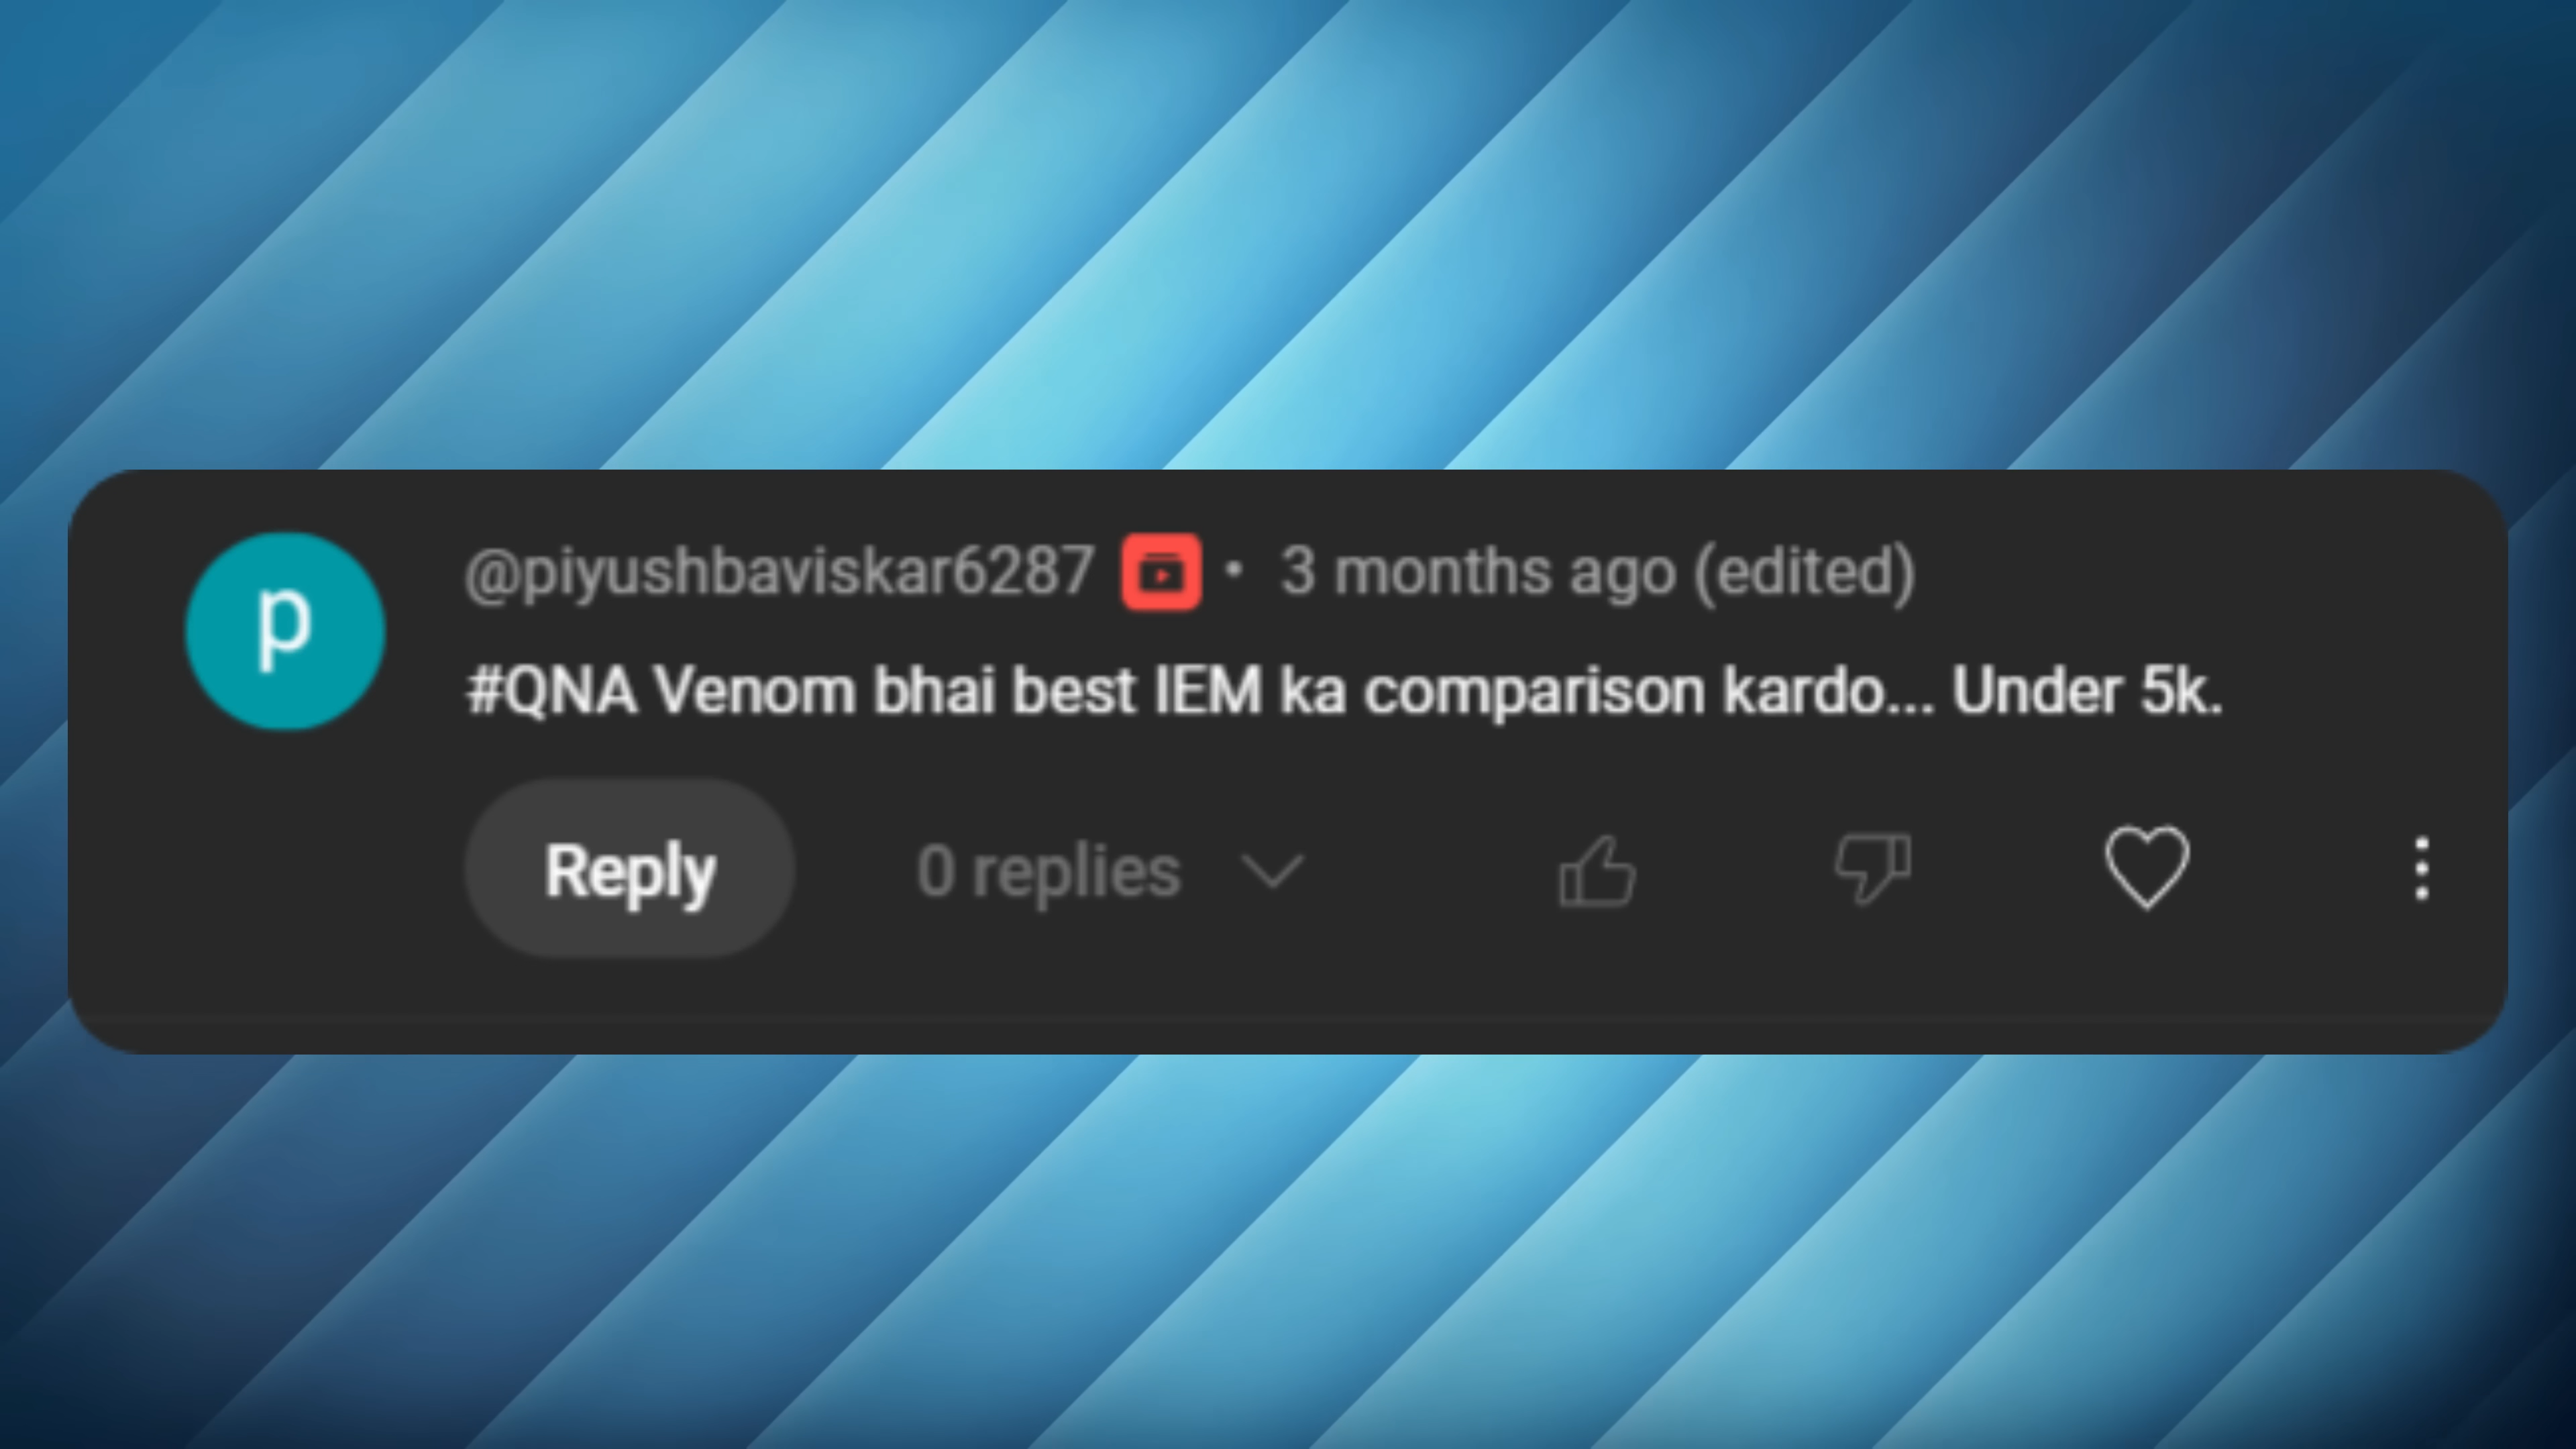 p
@piyushbaviskar6287 • 3 months ago (edited)
#QNA Venom bhai best IEM ka comparison kardo... Under 5k.
Reply 0 replies